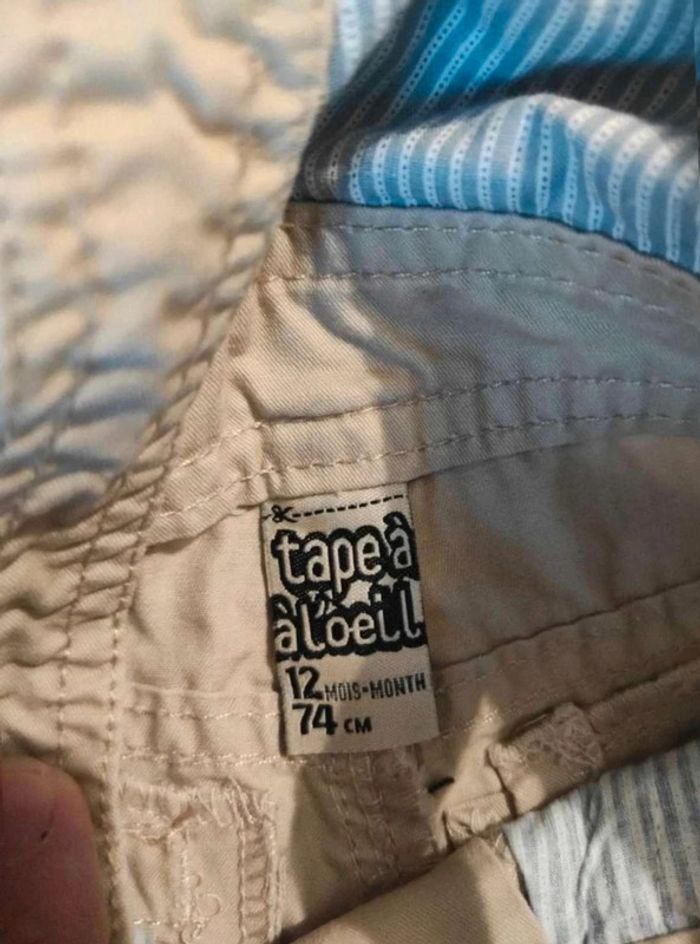 tape à
à l'oeil
12 MOIS-MONTH
74 CM